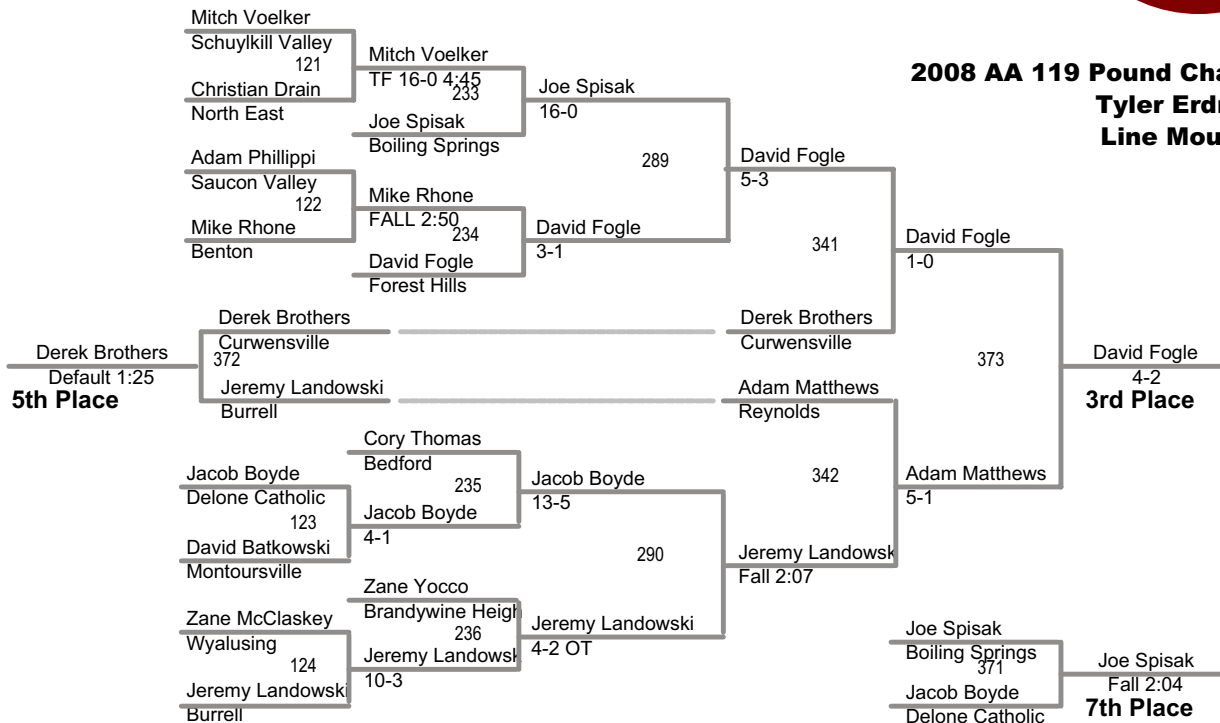 Mitch Voelker
Schuylkill Valley
121
Christian Drain
North East
Mitch Voelker
TF 16-0 4:45
233
Joe Spisak
Boiling Springs
Joe Spisak
16-0
Adam Phillippi
Saucon Valley
122
Mike Rhone
Benton
Mike Rhone
FALL 2:50
234
David Fogle
Forest Hills
David Fogle
3-1
289
David Fogle
5-3
341
Derek Brothers
Curwensville
David Fogle
1-0
2008 AA 119 Pound Cha
Tyler Erd
Line Mou
Derek Brothers
Curwensville
372
Jeremy Landowski
Burrell
Derek Brothers
Default 1:25
5th Place
Adam Matthews
Reynolds
373
David Fogle
4-2
3rd Place
Cory Thomas
Bedford
235
Jacob Boyde
Delone Catholic
123
David Batkowski
Montoursville
Jacob Boyde
4-1
Jacob Boyde
13-5
342
Adam Matthews
5-1
290
Zane Yocco
Brandywine Heigh
236
Zane McClaskey
Wyalusing
124
Jeremy Landowski
Burrell
Jeremy Landowsk
10-3
Jeremy Landowski
4-2 OT
Jeremy Landowsk
Fall 2:07
Joe Spisak
Boiling Springs
371
Jacob Boyde
Delone Catholic
Joe Spisak
Fall 2:04
7th Place